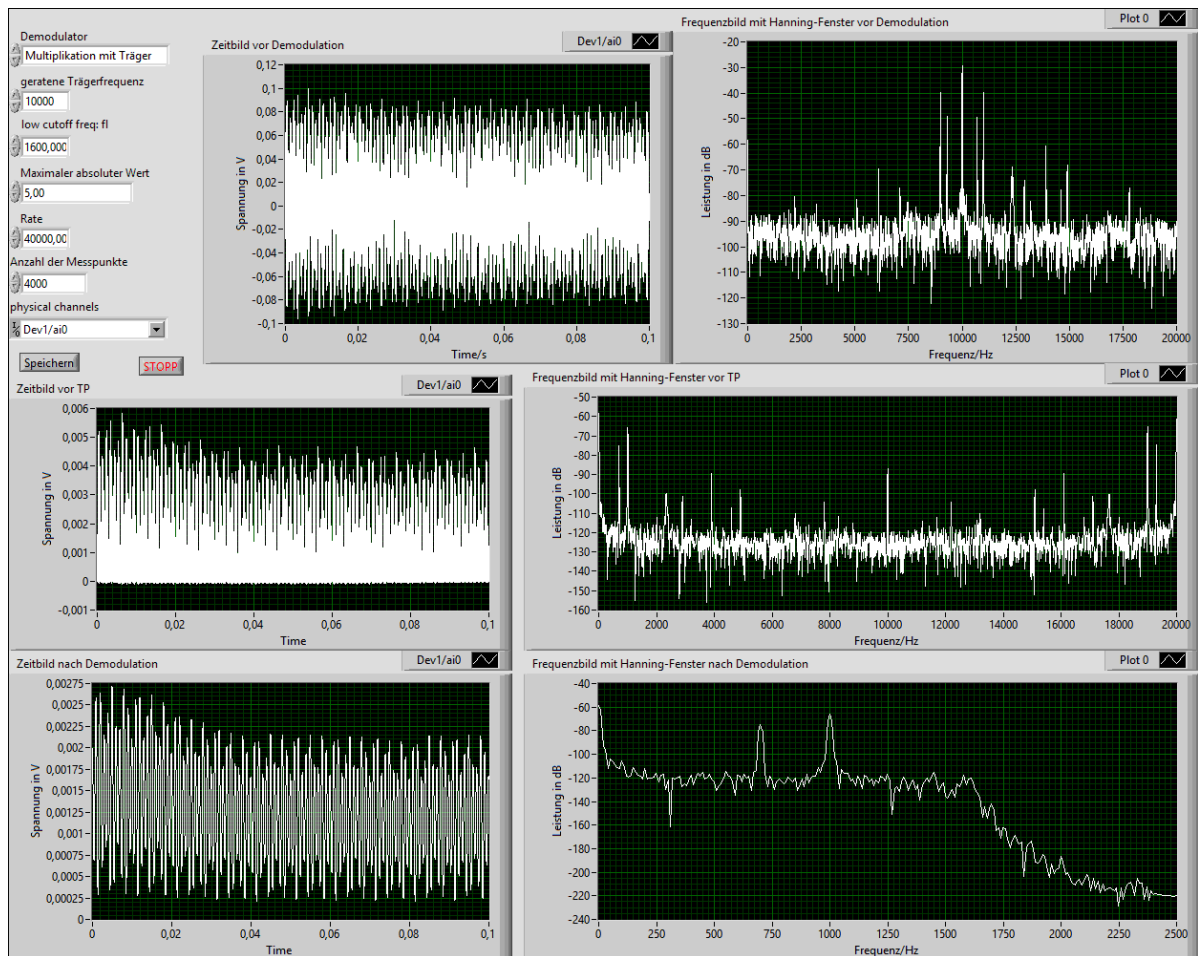 Demodulator
Multiplikation mit Träger
geratene Trägerfrequenz
10000
low cutoff freq: fl
1600,000
Maximaler absoluter Wert
5,00
Rate
40000,00
Anzahl der Messpunkte
4000
physical channels
Dev1/ai0
Speichern
STOPP
Zeitbild vor Demodulation
Dev1/ai0
Spannung in V
0,12
0,1
0,08
0,06
0,04
0,02
0
-0,02
-0,04
-0,06
-0,08
-0,1
0 0,02 0,04 0,06 0,08 0,1
Time/s
Frequenzbild mit Hanning-Fenster vor Demodulation
Plot 0
Leistung in dB
-20
-30
-40
-50
-60
-70
-80
-90
-100
-110
-120
-130
0 2500 5000 7500 10000 12500 15000 17500 20000
Frequenz/Hz
Zeitbild vor TP
Dev1/ai0
Spannung in V
0,006
0,005
0,004
0,003
0,002
0,001
0
-0,001
0 0,02 0,04 0,06 0,08 0,1
Time
Frequenzbild mit Hanning-Fenster vor TP
Plot 0
Leistung in dB
-50
-60
-70
-80
-90
-100
-110
-120
-130
-140
-150
-160
0 2000 4000 6000 8000 10000 12000 14000 16000 18000 20000
Frequenz/Hz
Zeitbild nach Demodulation
Dev1/ai0
Spannung in V
0,00275
0,0025
0,00225
0,002
0,00175
0,0015
0,00125
0,001
0,00075
0,0005
0,00025
0
0 0,02 0,04 0,06 0,08 0,1
Time
Frequenzbild mit Hanning-Fenster nach Demodulation
Plot 0
Leistung in dB
-40
-60
-80
-100
-120
-140
-160
-180
-200
-220
-240
0 250 500 750 1000 1250 1500 1750 2000 2250 2500
Frequenz/Hz